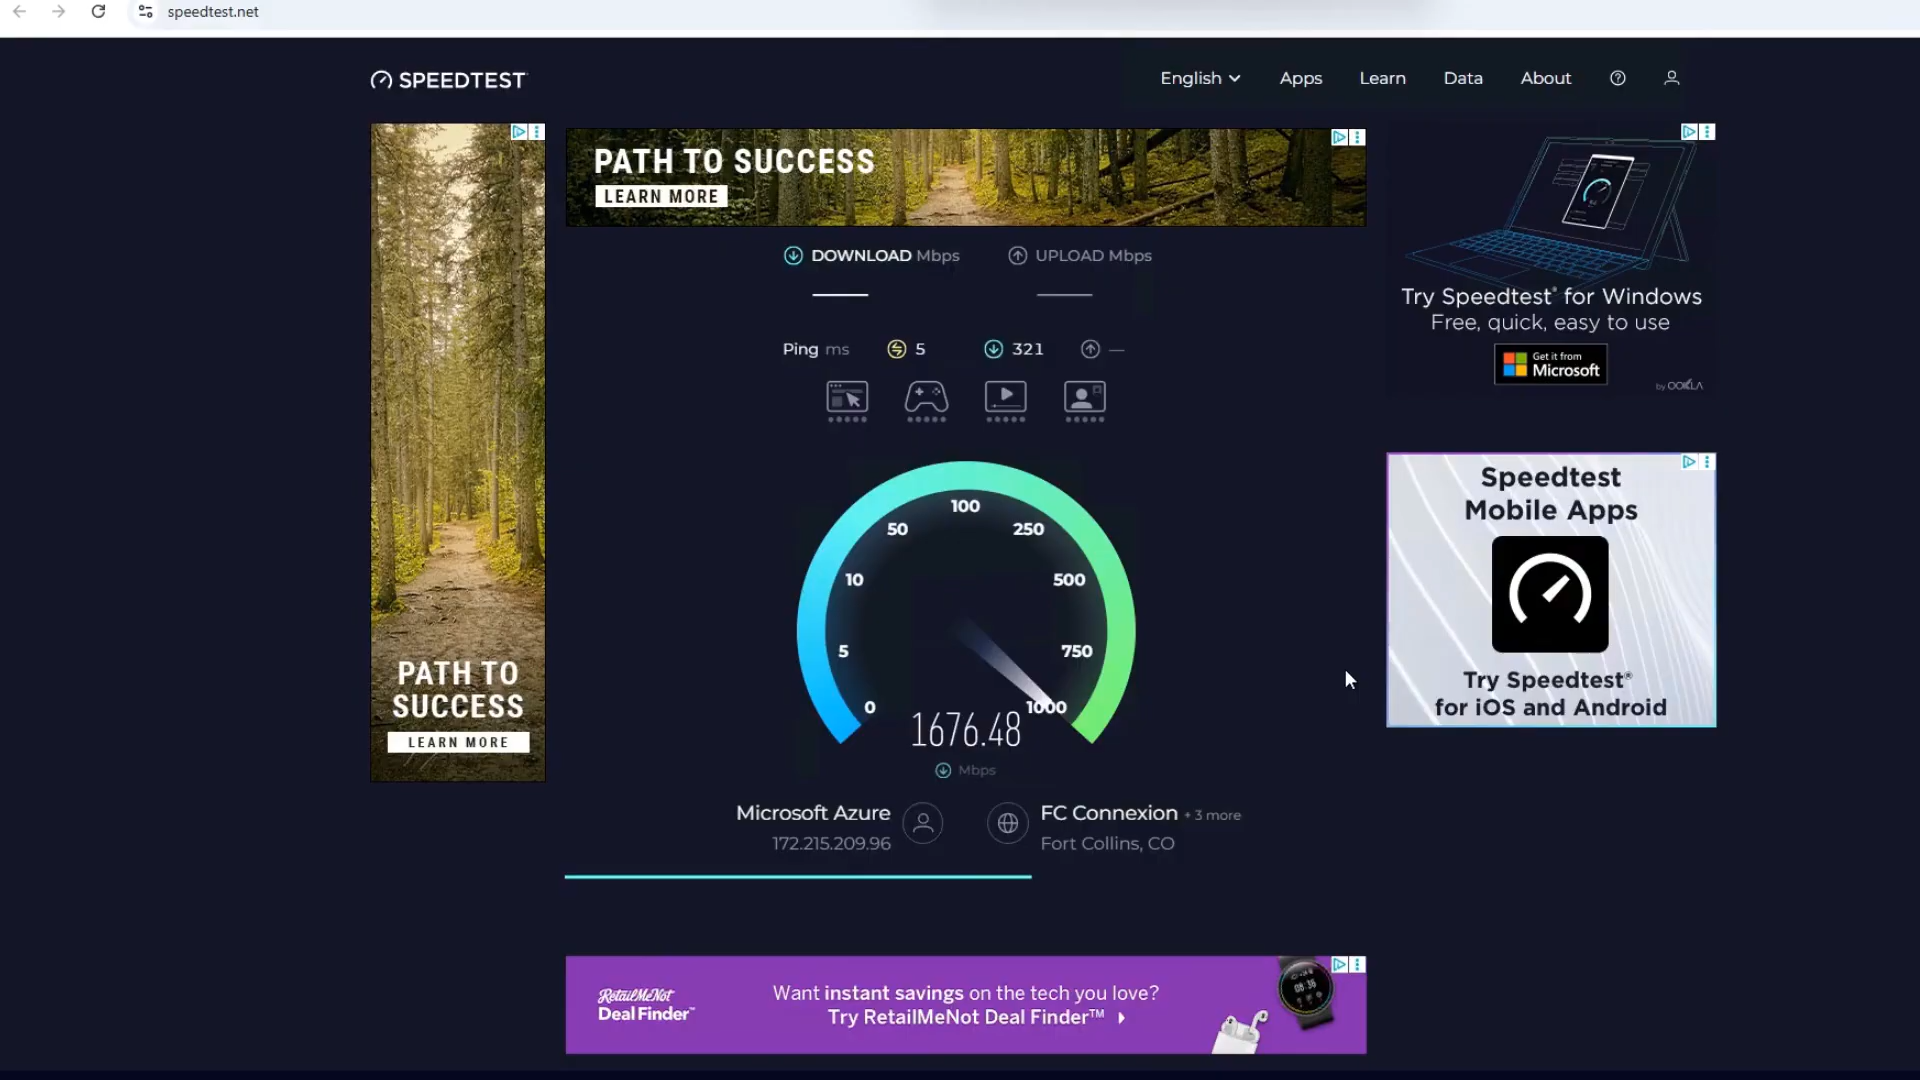 speedtest.net
SPEEDTEST
English
Apps
Learn
Data
About
PATH TO SUCCESS
LEARN MORE
DOWNLOAD Mbps
UPLOAD Mbps
Ping ms
5
321
—
0
5
10
50
100
250
500
750
1000
1676.48
Mbps
Microsoft Azure
172.215.209.96
FC Connexion + 3 more
Fort Collins, CO
PATH TO
SUCCESS
LEARN MORE
Try Speedtest® for Windows
Free, quick, easy to use
Get it from
Microsoft
by OOKLA
Speedtest
Mobile Apps
Try Speedtest®
for iOS and Android
RetailMeNot
Deal Finder™
Want instant savings on the tech you love?
Try RetailMeNot Deal Finder™
08:36